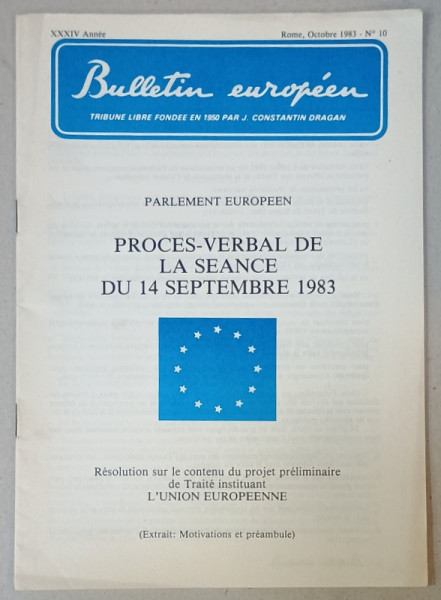 XXXIV Année
Rome, Octobre 1983 - N° 10
Bulletin européen
TRIBUNE LIBRE FONDEE EN 1950 PAR J. CONSTANTIN DRAGAN
PARLEMENT EUROPEEN
PROCES-VERBAL DE
LA SEANCE
DU 14 SEPTEMBRE 1983
Résolution sur le contenu du projet préliminaire
de Traité instituant
L'UNION EUROPEENNE
(Extrait: Motivations et préambule)